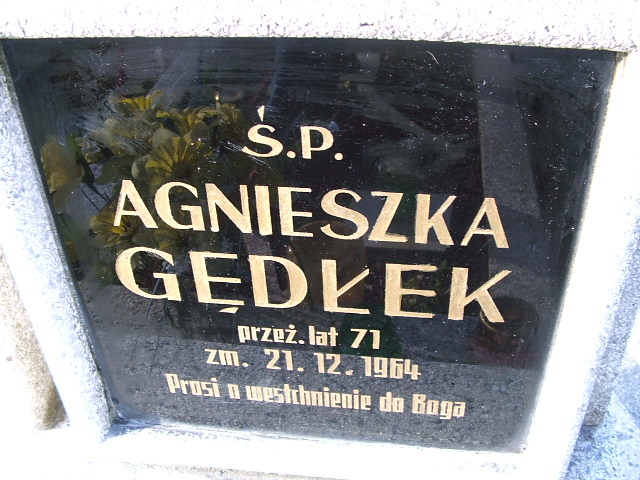 Ś.P.
AGNIESZKA
GĘDŁEK
przeż. lat 71
zm. 21.12.1964
Prosi o westchnienie do Boga